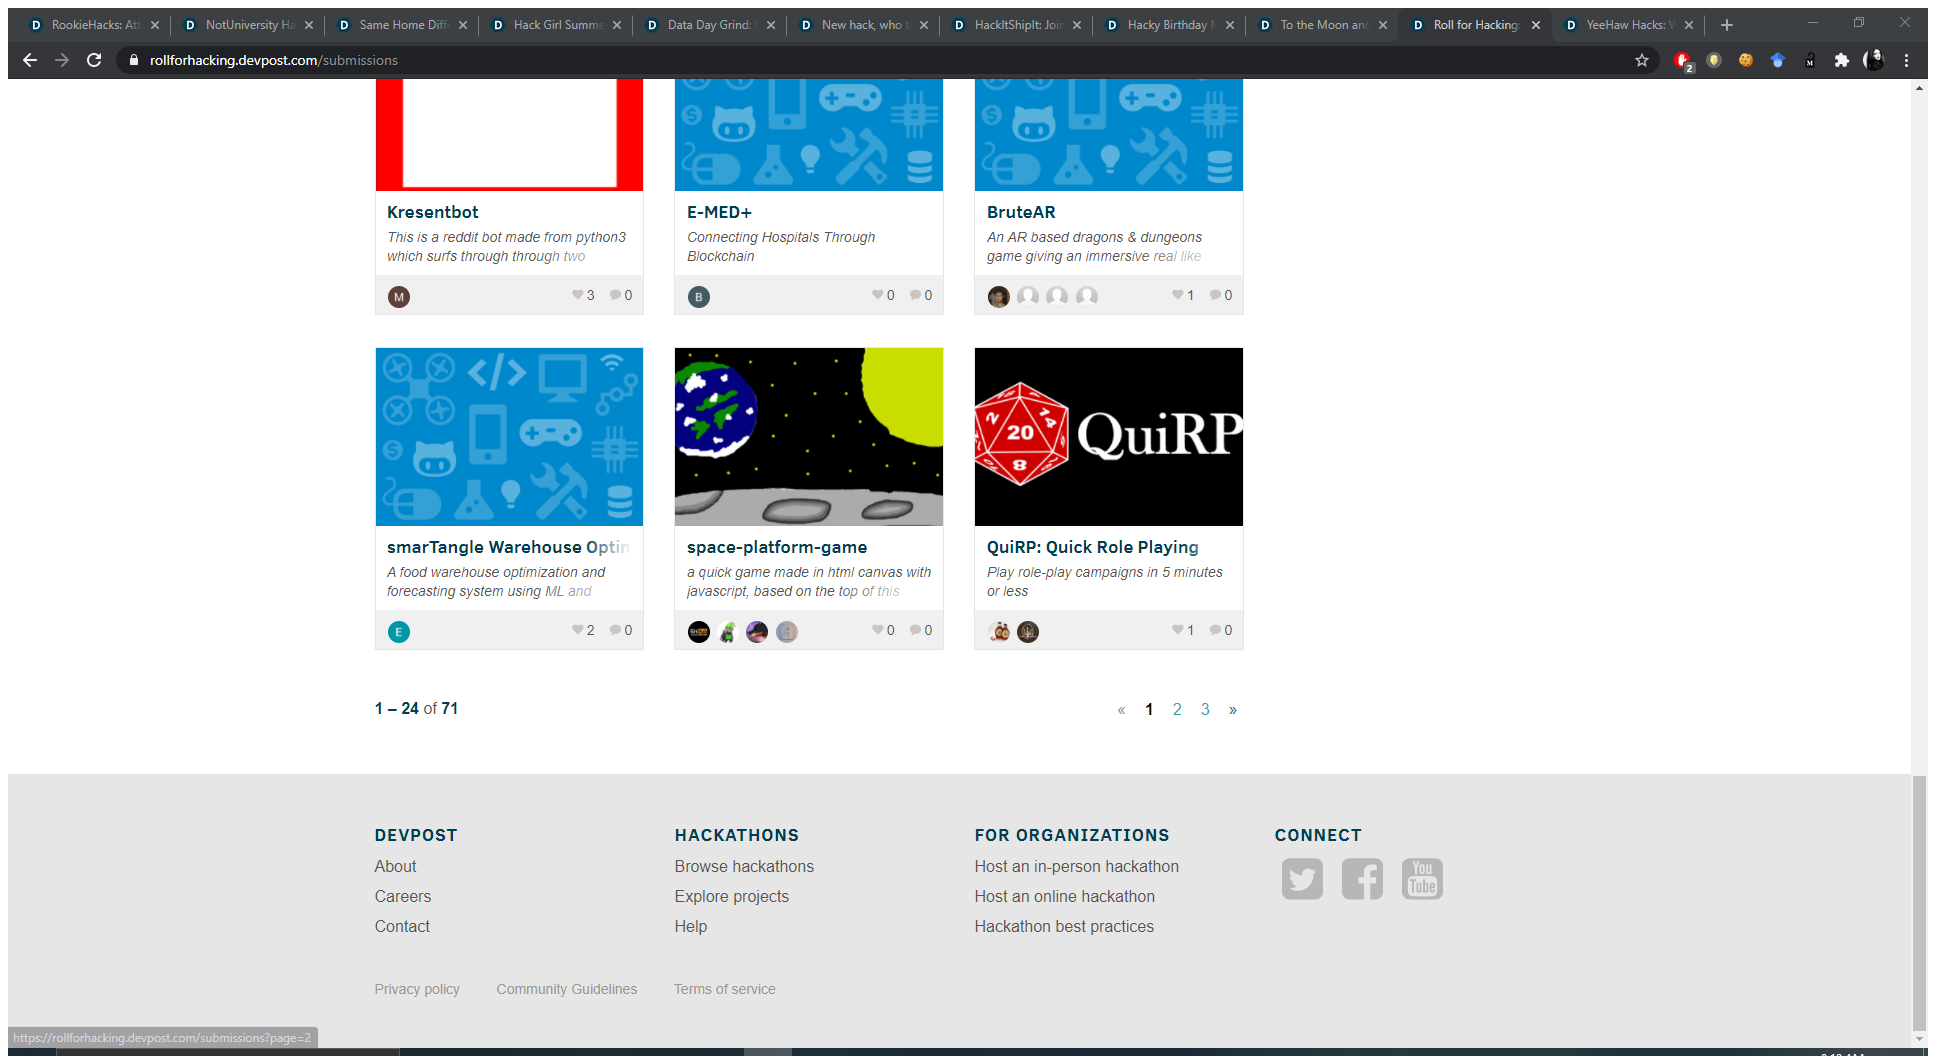 RookieHacks: Att
NotUniversity Ha
Same Home Diff
Hack Girl Summe
Data Day Grind:
New hack, who
HackItShipIt: Join
Hacky Birthday
To the Moon and
Roll for Hacking:
YeeHaw Hacks:
rollforhacking.devpost.com/submissions
2
Kresentbot
This is a reddit bot made from python3
which surfs through through two
M
3
0
E-MED+
Connecting Hospitals Through
Blockchain
B
0
0
BruteAR
An AR based dragons & dungeons
game giving an immersive real like
1
0
smarTangle Warehouse Optim
A food warehouse optimization and
forecasting system using ML and
E
2
0
space-platform-game
a quick game made in html canvas with
javascript, based on the top of this
0
0
2 14
20
8
QuiRP
QuiRP: Quick Role Playing
Play role-play campaigns in 5 minutes
or less
1
0
1 – 24 of 71
« 1 2 3 »
DEVPOST
About
Careers
Contact
HACKATHONS
Browse hackathons
Explore projects
Help
FOR ORGANIZATIONS
Host an in-person hackathon
Host an online hackathon
Hackathon best practices
CONNECT
You
Tube
Privacy policy
Community Guidelines
Terms of service
https://rollforhacking.devpost.com/submissions?page=2